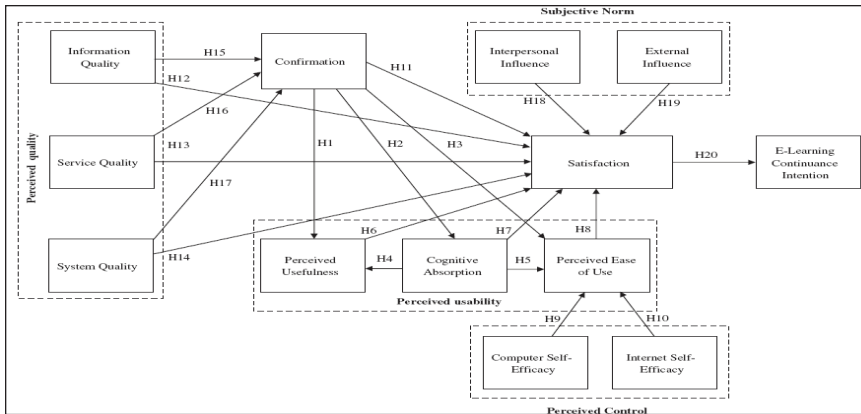 Subjective Norm
Information
Quality
H15
Confirmation
H11
Interpersonal
Influence
External
Influence
H12
H16
H18
H19
Perceived quality
Service Quality
H13
H1
H2
H3
Satisfaction
H20
E-Learning
Continuance
Intention
H17
System Quality
H14
H6
H7
H8
Perceived
Usefulness
H4
Cognitive
Absorption
H5
Perceived Ease
of Use
Perceived usability
H9
H10
Computer Self-
Efficacy
Internet Self-
Efficacy
Perceived Control